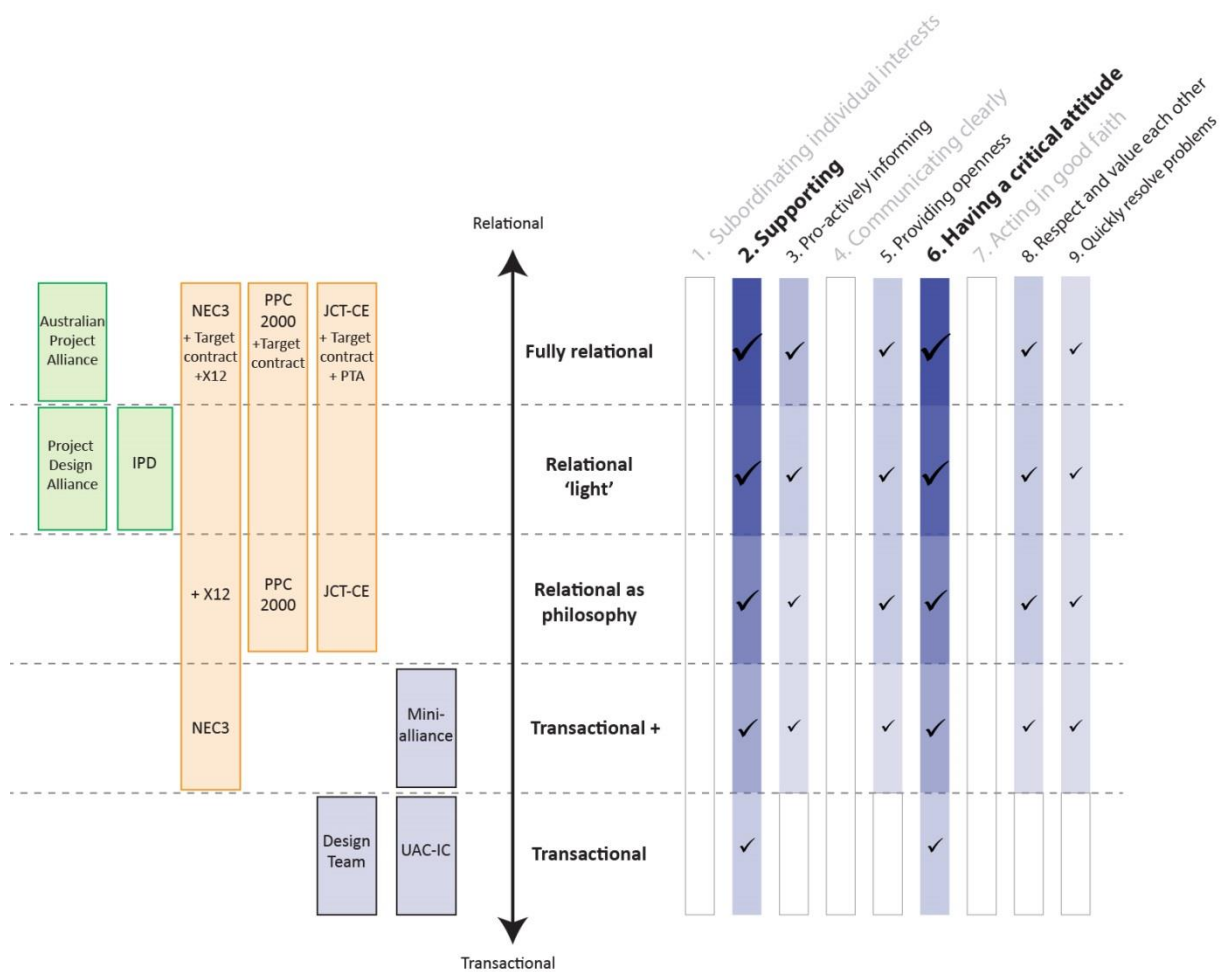 1. Subordinating individual interests
2. Supporting
3. Pro-actively informing
4. Communicating clearly
5. Providing openness
6. Having a critical attitude
7. Acting in good faith
8. Respect and value each other
9. Quickly resolve problems
Relational
Australian
Project
Alliance
NEC3
+ Target
contract
+X12
PPC
2000
+Target
contract
JCT-CE
+ Target
contract
+ PTA
Fully relational
✓ ✓ ✓ ✓ ✓ ✓
Project
Design
Alliance
IPD
Relational
‘light’
✓ ✓ ✓ ✓ ✓ ✓
+ X12
PPC
2000
JCT-CE
Relational as
philosophy
✓ ✓ ✓ ✓ ✓ ✓
NEC3
Mini-
alliance
Transactional +
✓ ✓ ✓ ✓ ✓ ✓
Design
Team
UAC-IC
Transactional
✓ ✓
Transactional